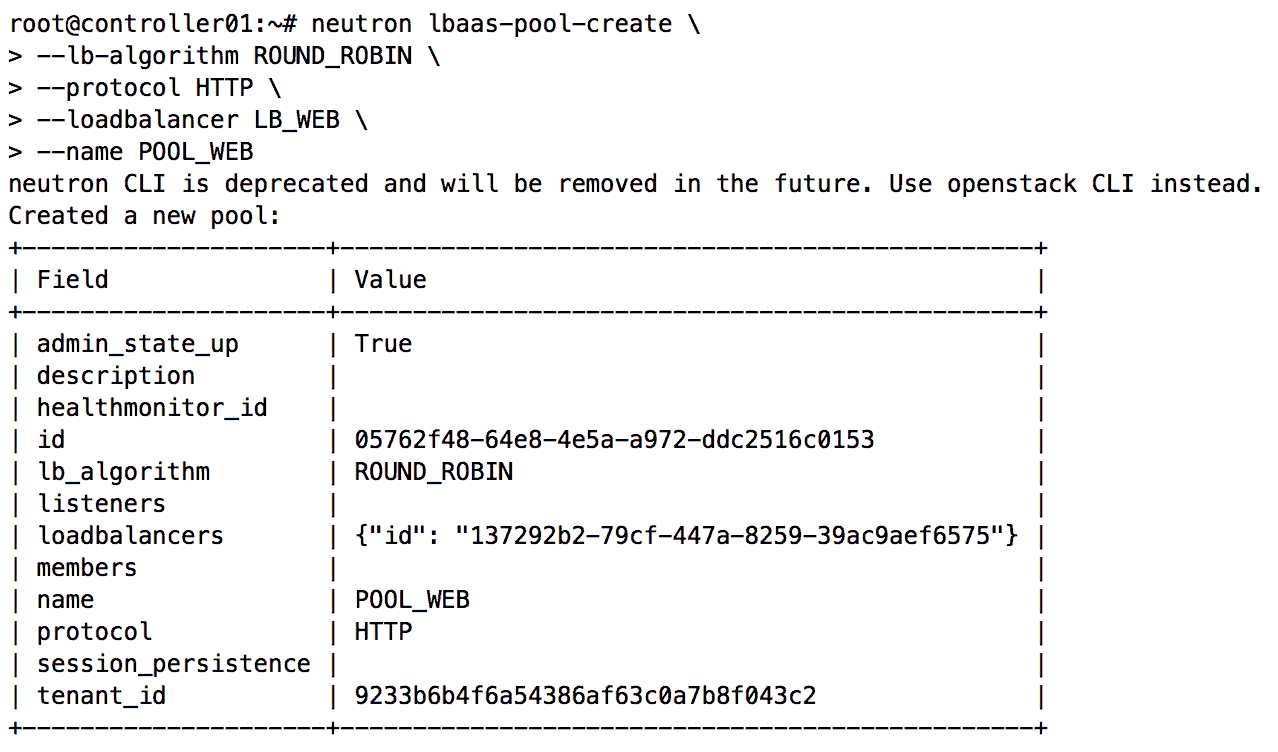 root@controller01:~# neutron lbaas-pool-create \
> --lb-algorithm ROUND_ROBIN \
> --protocol HTTP \
> --loadbalancer LB_WEB \
> --name POOL_WEB
neutron CLI is deprecated and will be removed in the future. Use openstack CLI instead.
Created a new pool:
+---------------------+------------------------------------------------+
| Field               | Value                                          |
+---------------------+------------------------------------------------+
| admin_state_up      | True                                           |
| description         |                                                |
| healthmonitor_id    |                                                |
| id                  | 05762f48-64e8-4e5a-a972-ddc2516c0153           |
| lb_algorithm        | ROUND_ROBIN                                    |
| listeners           |                                                |
| loadbalancers       | {"id": "137292b2-79cf-447a-8259-39ac9aef6575"} |
| members             |                                                |
| name                | POOL_WEB                                       |
| protocol            | HTTP                                           |
| session_persistence |                                                |
| tenant_id           | 9233b6b4f6a54386af63c0a7b8f043c2               |
+---------------------+------------------------------------------------+